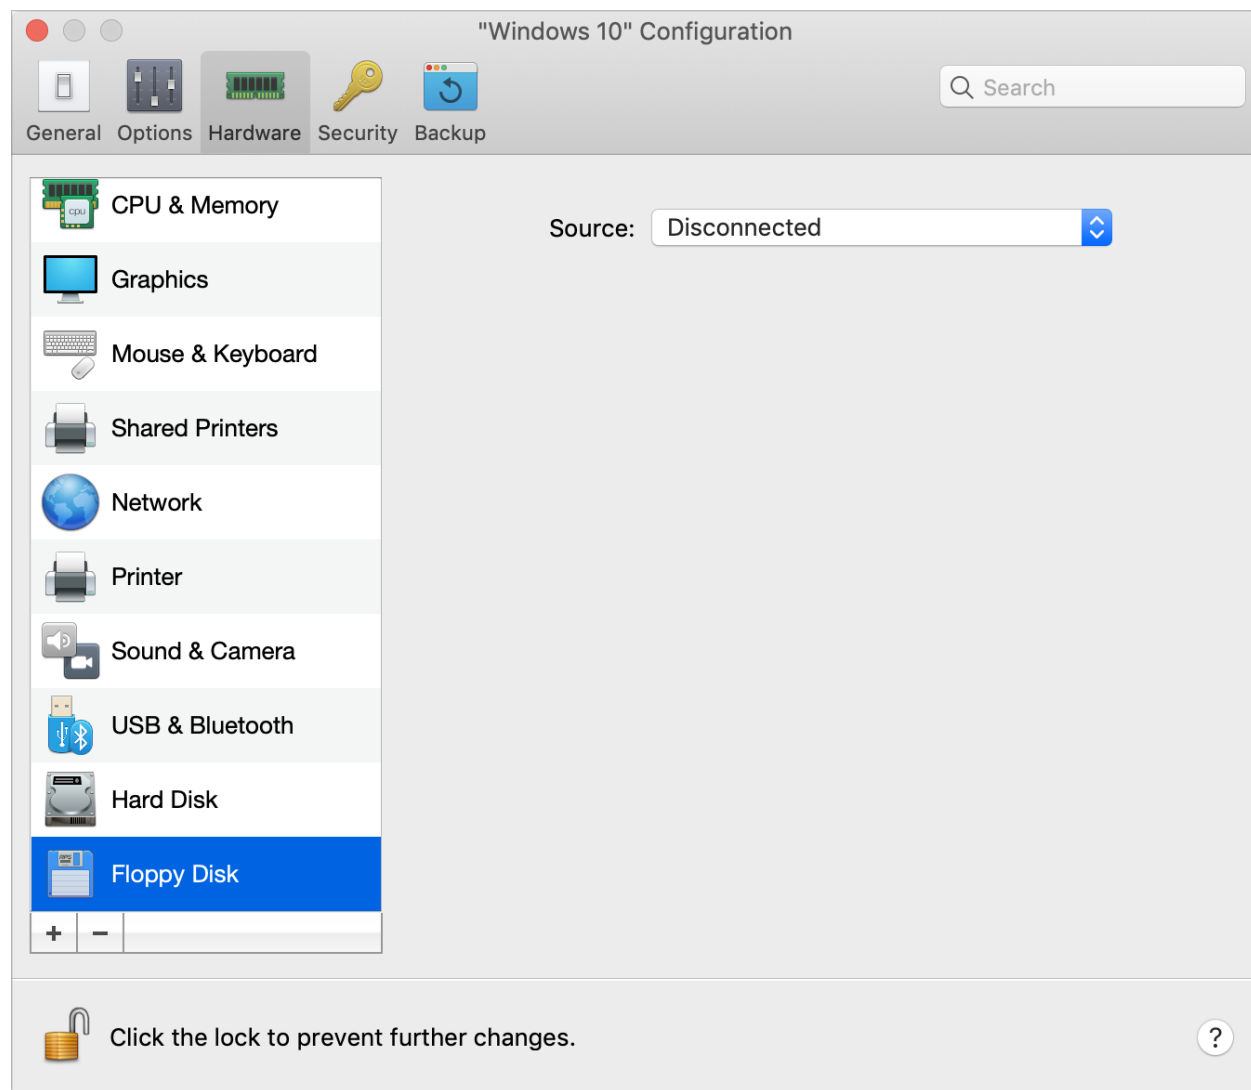 "Windows 10" Configuration
General Options Hardware Security Backup
Search
cpu
CPU & Memory
Source: Disconnected
Graphics
Mouse & Keyboard
Shared Printers
Network
Printer
Sound & Camera
USB & Bluetooth
Hard Disk
Floppy Disk
+ −
Click the lock to prevent further changes.
?